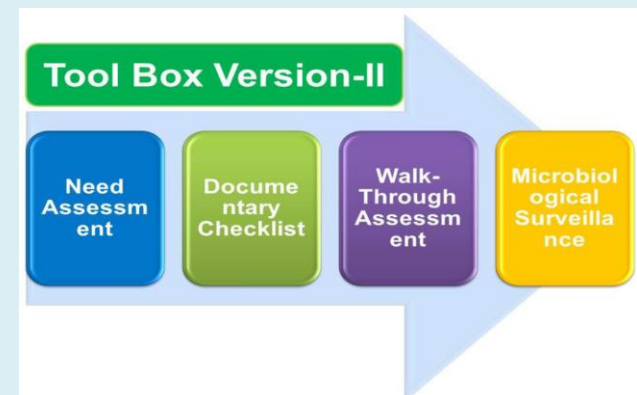 Tool Box Version-II
Need
Assessm
ent
Docume
ntary
Checklist
Walk-
Through
Assessm
ent
Microbiol
ogical
Surveilla
nce